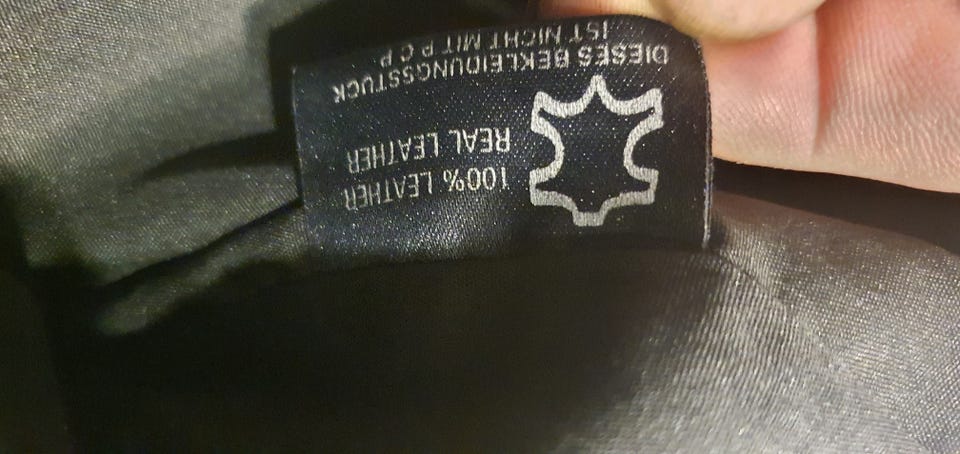 100% LEATHER
REAL LEATHER
DIESES BEKLEIDUNGSSTUCK
IST NICHT MIT P C P